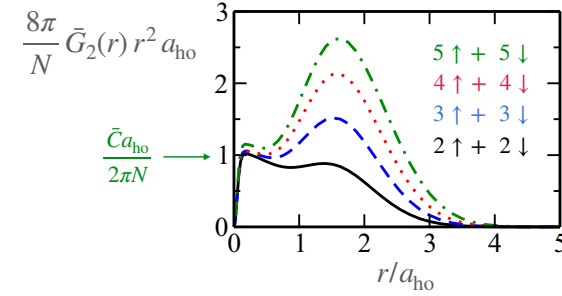 8π/N Ḡ₂(r) r² a_ho
C̄a_ho/2πN
3
2
1
0
5 ↑ + 5 ↓
4 ↑ + 4 ↓
3 ↑ + 3 ↓
2 ↑ + 2 ↓
0 1 2 3 4 5
r/a_ho